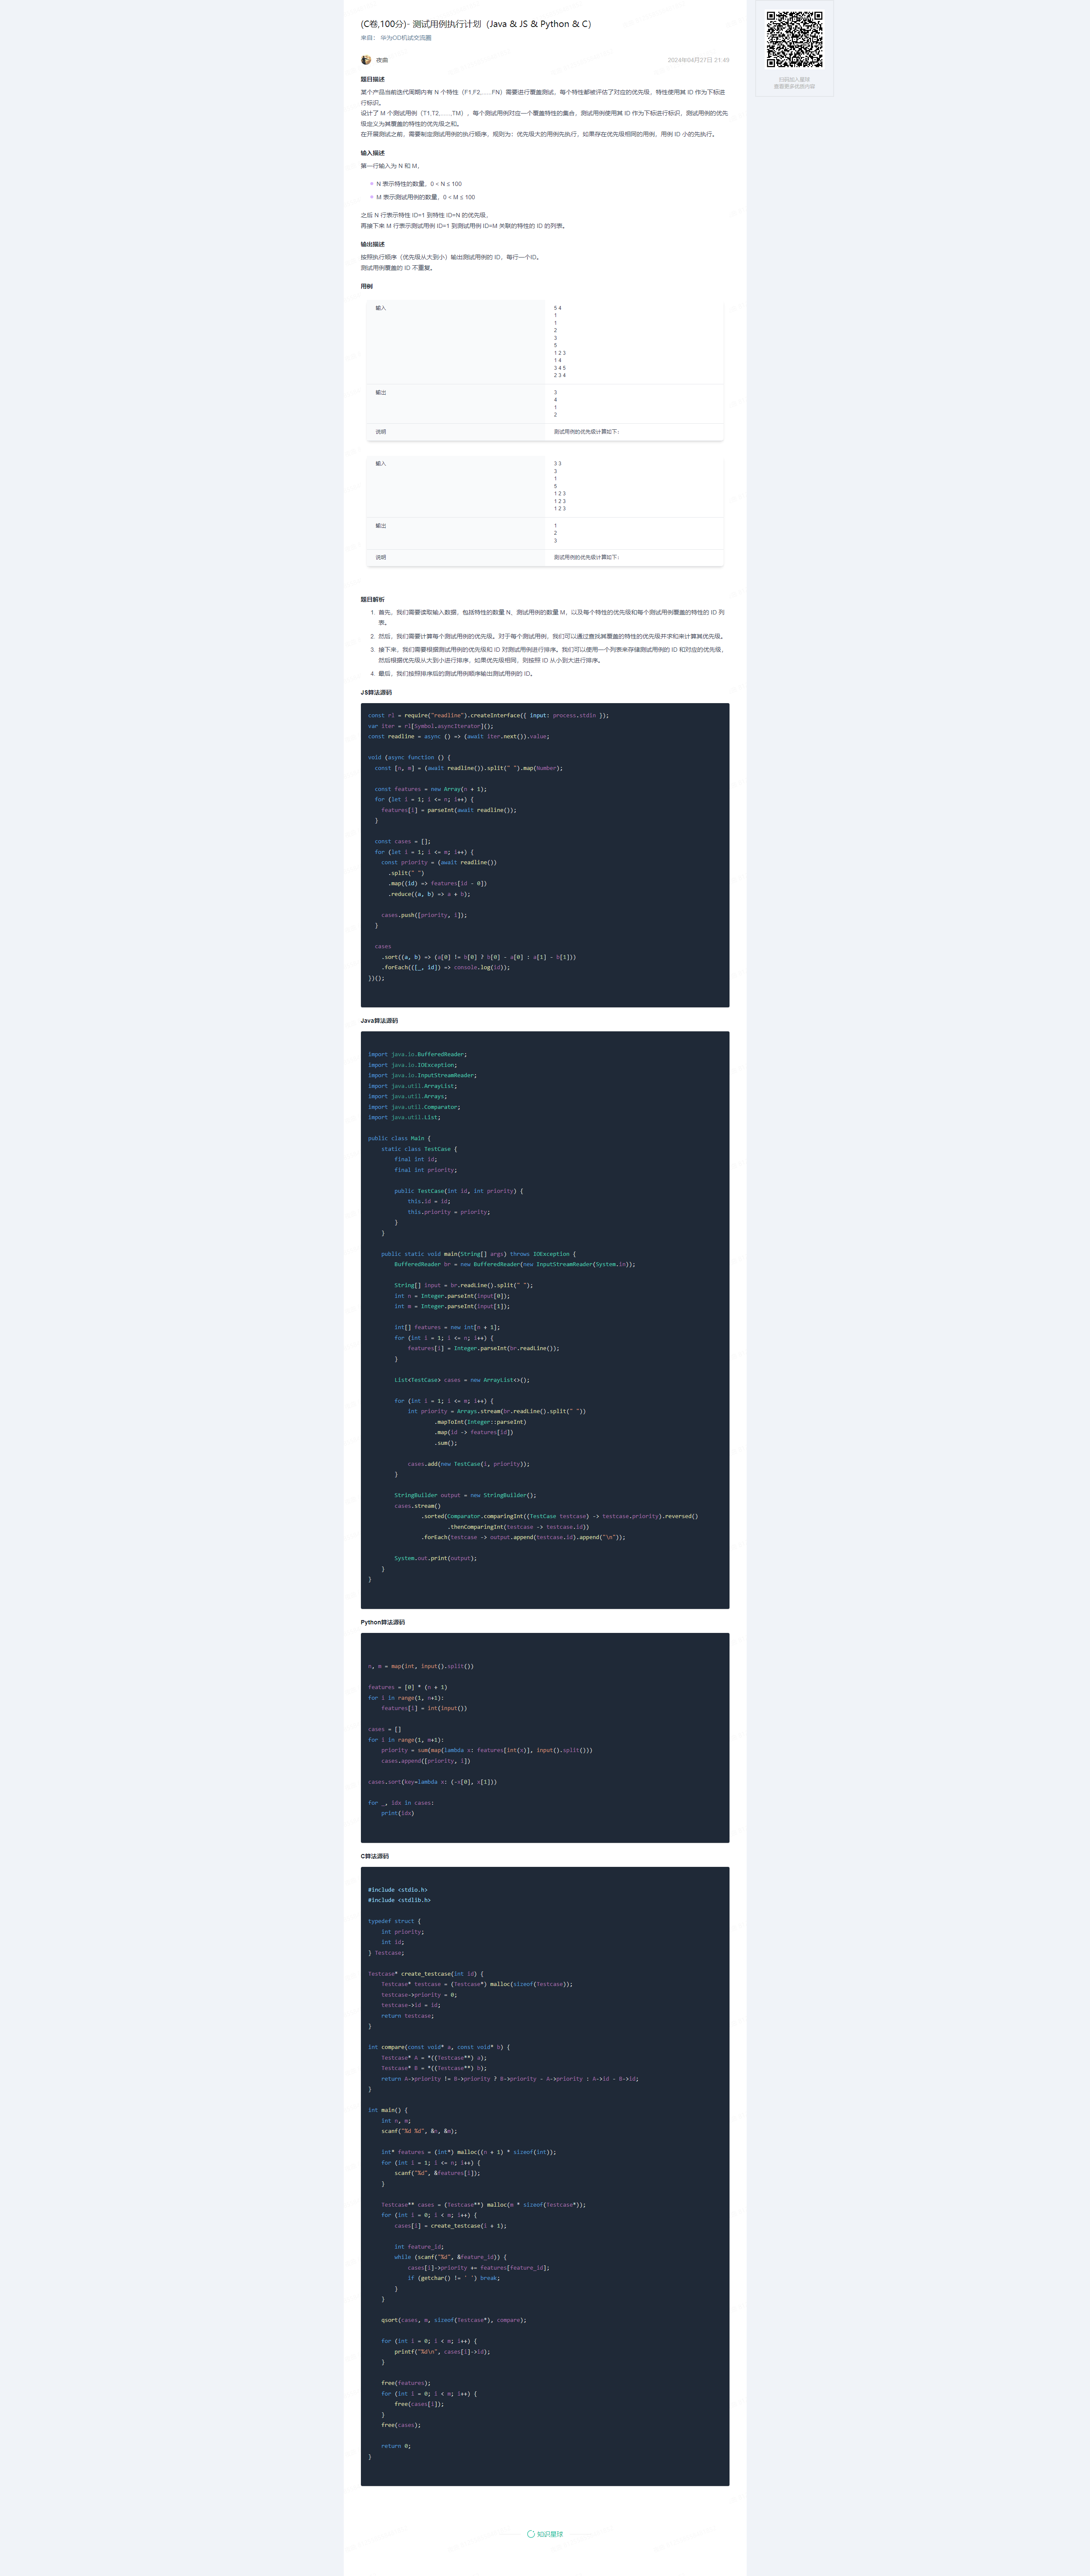 (C卷,100分)- 测试用例执行计划（Java & JS & Python & C）
来自： 华为OD机试交流圈
夜曲
2024年04月27日 21:49
扫码加入星球
查看更多优质内容
题目描述
某个产品当前迭代周期内有 N 个特性（F1,F2,......FN）需要进行覆盖测试，每个特性都被评估了对应的优先级，特性使用其 ID 作为下标进
行标识。
设计了 M 个测试用例（T1,T2,......,TM），每个测试用例对应一个覆盖特性的集合，测试用例使用其 ID 作为下标进行标识，测试用例的优先
级定义为其覆盖的特性的优先级之和。
在开展测试之前，需要制定测试用例的执行顺序，规则为：优先级大的用例先执行，如果存在优先级相同的用例，用例 ID 小的先执行。
输入描述
第一行输入为 N 和 M，
N 表示特性的数量，0 < N ≤ 100
M 表示测试用例的数量，0 < M ≤ 100
之后 N 行表示特性 ID=1 到特性 ID=N 的优先级，
再接下来 M 行表示测试用例 ID=1 到测试用例 ID=M 关联的特性的 ID 的列表。
输出描述
按照执行顺序（优先级从大到小）输出测试用例的 ID，每行一个ID。
测试用例覆盖的 ID 不重复。
用例
输入
5 4
1
1
2
3
5
1 2 3
1 4
3 4 5
2 3 4
输出
3
4
1
2
说明
测试用例的优先级计算如下：
输入
3 3
3
1
5
1 2 3
1 2 3
1 2 3
输出
1
2
3
说明
测试用例的优先级计算如下：
题目解析
1. 首先，我们需要读取输入数据，包括特性的数量 N，测试用例的数量 M，以及每个特性的优先级和每个测试用例覆盖的特性的 ID 列
表。
2. 然后，我们需要计算每个测试用例的优先级。对于每个测试用例，我们可以通过查找其覆盖的特性的优先级并求和来计算其优先级。
3. 接下来，我们需要根据测试用例的优先级和 ID 对测试用例进行排序。我们可以使用一个列表来存储测试用例的 ID 和对应的优先级，
然后根据优先级从大到小进行排序，如果优先级相同，则按照 ID 从小到大进行排序。
4. 最后，我们按照排序后的测试用例顺序输出测试用例的 ID。
JS算法源码
const rl = require("readline").createInterface({ input: process.stdin });
var iter = rl[Symbol.asyncIterator]();
const readline = async () => (await iter.next()).value;
void (async function () {
const [n, m] = (await readline()).split(" ").map(Number);
const features = new Array(n + 1);
for (let i = 1; i <= n; i++) {
features[i] = parseInt(await readline());
}
const cases = [];
for (let i = 1; i <= m; i++) {
const priority = (await readline())
.split(" ")
.map((id) => features[id - 0])
.reduce((a, b) => a + b);
cases.push([priority, i]);
}
cases
.sort((a, b) => (a[0] != b[0] ? b[0] - a[0] : a[1] - b[1]))
.forEach(([_, id]) => console.log(id));
})();
Java算法源码
import java.io.BufferedReader;
import java.io.IOException;
import java.io.InputStreamReader;
import java.util.ArrayList;
import java.util.Arrays;
import java.util.Comparator;
import java.util.List;
public class Main {
static class TestCase {
final int id;
final int priority;
public TestCase(int id, int priority) {
this.id = id;
this.priority = priority;
}
}
public static void main(String[] args) throws IOException {
BufferedReader br = new BufferedReader(new InputStreamReader(System.in));
String[] input = br.readLine().split(" ");
int n = Integer.parseInt(input[0]);
int m = Integer.parseInt(input[1]);
int[] features = new int[n + 1];
for (int i = 1; i <= n; i++) {
features[i] = Integer.parseInt(br.readLine());
}
List<TestCase> cases = new ArrayList<>();
for (int i = 1; i <= m; i++) {
int priority = Arrays.stream(br.readLine().split(" "))
.mapToInt(Integer::parseInt)
.map(id -> features[id])
.sum();
cases.add(new TestCase(i, priority));
}
StringBuilder output = new StringBuilder();
cases.stream()
.sorted(Comparator.comparingInt((TestCase testcase) -> testcase.priority).reversed()
.thenComparingInt(testcase -> testcase.id))
.forEach(testcase -> output.append(testcase.id).append("\n"));
System.out.print(output);
}
}
Python算法源码
n, m = map(int, input().split())
features = [0] * (n + 1)
for i in range(1, n+1):
features[i] = int(input())
cases = []
for i in range(1, m+1):
priority = sum(map(lambda x: features[int(x)], input().split()))
cases.append([priority, i])
cases.sort(key=lambda x: (-x[0], x[1]))
for _, idx in cases:
print(idx)
C算法源码
#include <stdio.h>
#include <stdlib.h>
typedef struct {
int priority;
int id;
} Testcase;
Testcase* create_testcase(int id) {
Testcase* testcase = (Testcase*) malloc(sizeof(Testcase));
testcase->priority = 0;
testcase->id = id;
return testcase;
}
int compare(const void* a, const void* b) {
Testcase* A = *((Testcase**) a);
Testcase* B = *((Testcase**) b);
return A->priority != B->priority ? B->priority - A->priority : A->id - B->id;
}
int main() {
int n, m;
scanf("%d %d", &n, &m);
int* features = (int*) malloc((n + 1) * sizeof(int));
for (int i = 1; i <= n; i++) {
scanf("%d", &features[i]);
}
Testcase** cases = (Testcase**) malloc(m * sizeof(Testcase*));
for (int i = 0; i < m; i++) {
cases[i] = create_testcase(i + 1);
int feature_id;
while (scanf("%d", &feature_id)) {
cases[i]->priority += features[feature_id];
if (getchar() != ' ') break;
}
}
qsort(cases, m, sizeof(Testcase*), compare);
for (int i = 0; i < m; i++) {
printf("%d\n", cases[i]->id);
}
free(features);
for (int i = 0; i < m; i++) {
free(cases[i]);
}
free(cases);
return 0;
}
知识星球